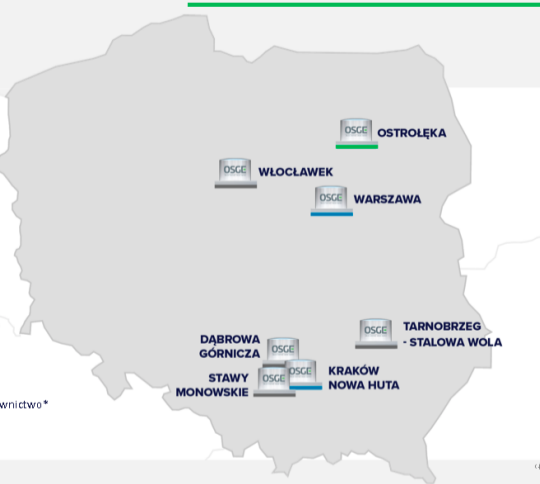 OSGE OSTROŁĘKA
OSGE WŁOCŁAWEK
OSGE WARSZAWA
OSGE TARNOBRZEG
- STALOWA WOLA
DĄBROWA
GÓRNICZA OSGE
STAWY
MONOWSKIE OSGE
OSGE KRAKÓW
NOWA HUTA
wnictwo*